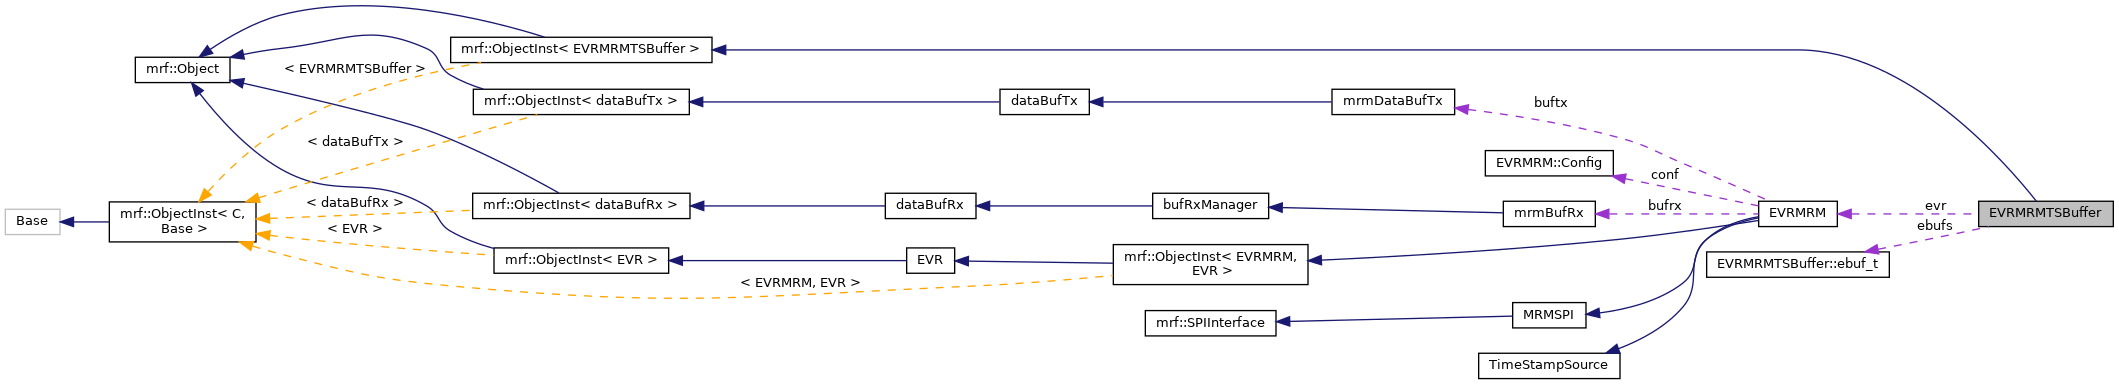 mrf::ObjectInst< EVRMRMTSBuffer >
mrf::Object
< EVRMRMTSBuffer >
mrf::ObjectInst< dataBufTx >
dataBufTx
mrmDataBufTx
buftx
< dataBufTx >
EVRMRM::Config
conf
mrf::ObjectInst< C,
Base >
Base
< dataBufRx >
mrf::ObjectInst< dataBufRx >
dataBufRx
bufRxManager
mrmBufRx
bufrx
EVRMRM
evr
EVRMRMTSBuffer
ebufs
< EVR >
mrf::ObjectInst< EVR >
EVR
mrf::ObjectInst< EVRMRM,
EVR >
EVRMRMTSBuffer::ebuf_t
< EVRMRM, EVR >
mrf::SPIInterface
MRMSPI
TimeStampSource